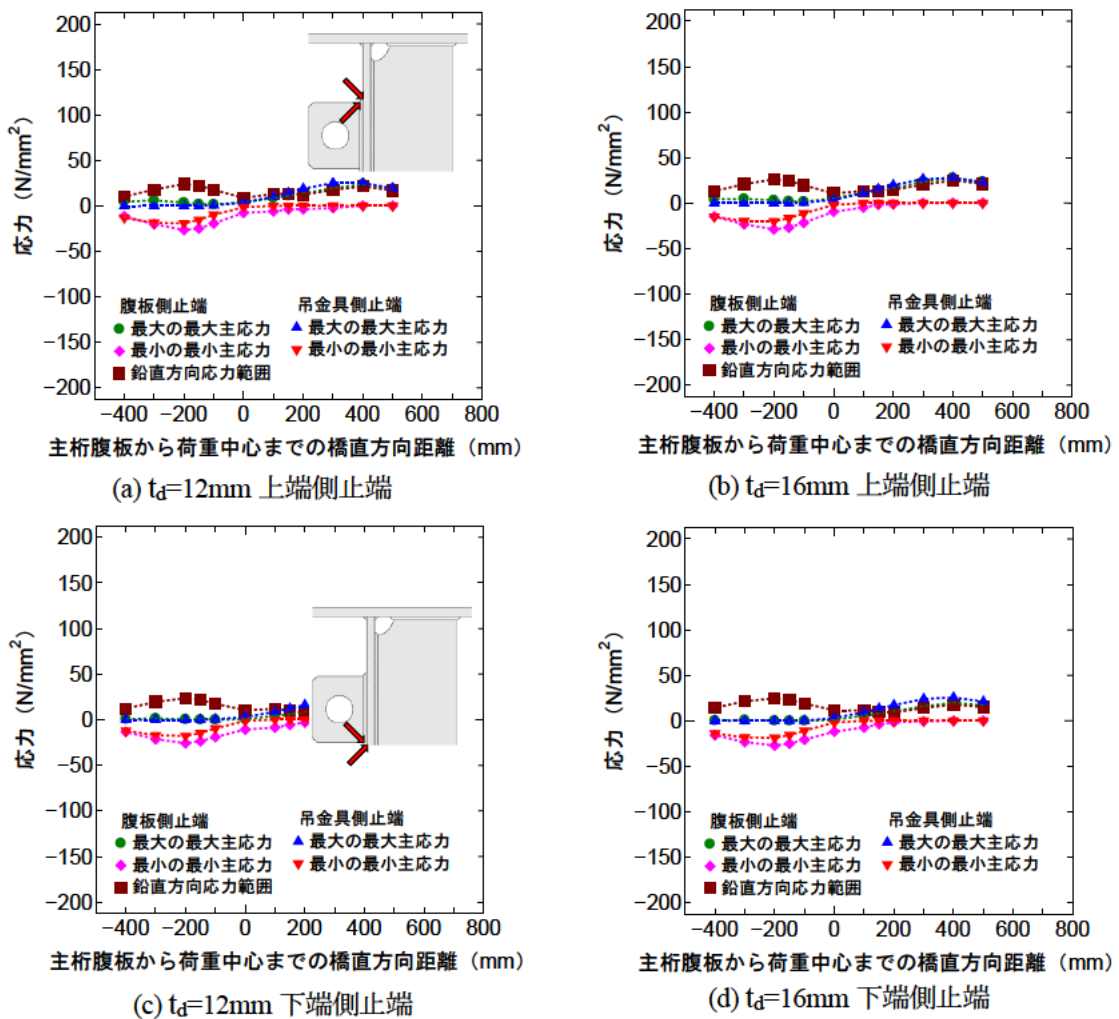 200
150
100
50
0
−50
−100
−150
−200
応力（N/mm²）
腹板側止端
吊金具側止端
最大の最大主応力
最大の最大主応力
最小の最小主応力
最小の最小主応力
鉛直方向応力範囲
−400 −200 0 200 400 600 800
主桁腹板から荷重中心までの橋直方向距離（mm）
(a) td=12mm 上端側止端
200
150
100
50
0
−50
−100
−150
−200
応力（N/mm²）
腹板側止端
吊金具側止端
最大の最大主応力
最大の最大主応力
最小の最小主応力
最小の最小主応力
鉛直方向応力範囲
−400 −200 0 200 400 600 800
主桁腹板から荷重中心までの橋直方向距離（mm）
(b) td=16mm 上端側止端
200
150
100
50
0
−50
−100
−150
−200
応力（N/mm²）
腹板側止端
吊金具側止端
最大の最大主応力
最大の最大主応力
最小の最小主応力
最小の最小主応力
鉛直方向応力範囲
−400 −200 0 200 400 600 800
主桁腹板から荷重中心までの橋直方向距離（mm）
(c) td=12mm 下端側止端
200
150
100
50
0
−50
−100
−150
−200
応力（N/mm²）
腹板側止端
吊金具側止端
最大の最大主応力
最大の最大主応力
最小の最小主応力
最小の最小主応力
鉛直方向応力範囲
−400 −200 0 200 400 600 800
主桁腹板から荷重中心までの橋直方向距離（mm）
(d) td=16mm 下端側止端